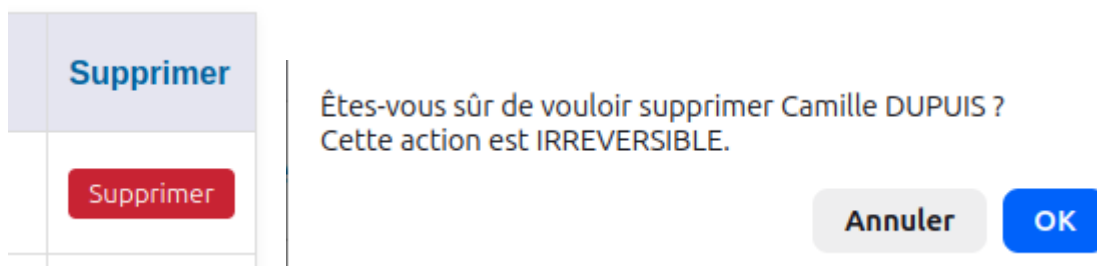 Supprimer
Supprimer
Êtes-vous sûr de vouloir supprimer Camille DUPUIS ?
Cette action est IRREVERSIBLE.
Annuler
OK